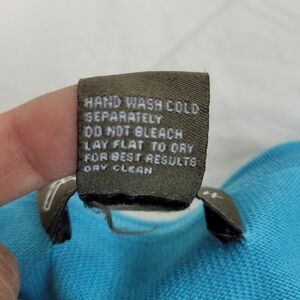 HAND WASH COLD
SEPARATELY
DO NOT BLEACH
LAY FLAT TO DRY
FOR BEST RESULTS
DRY CLEAN